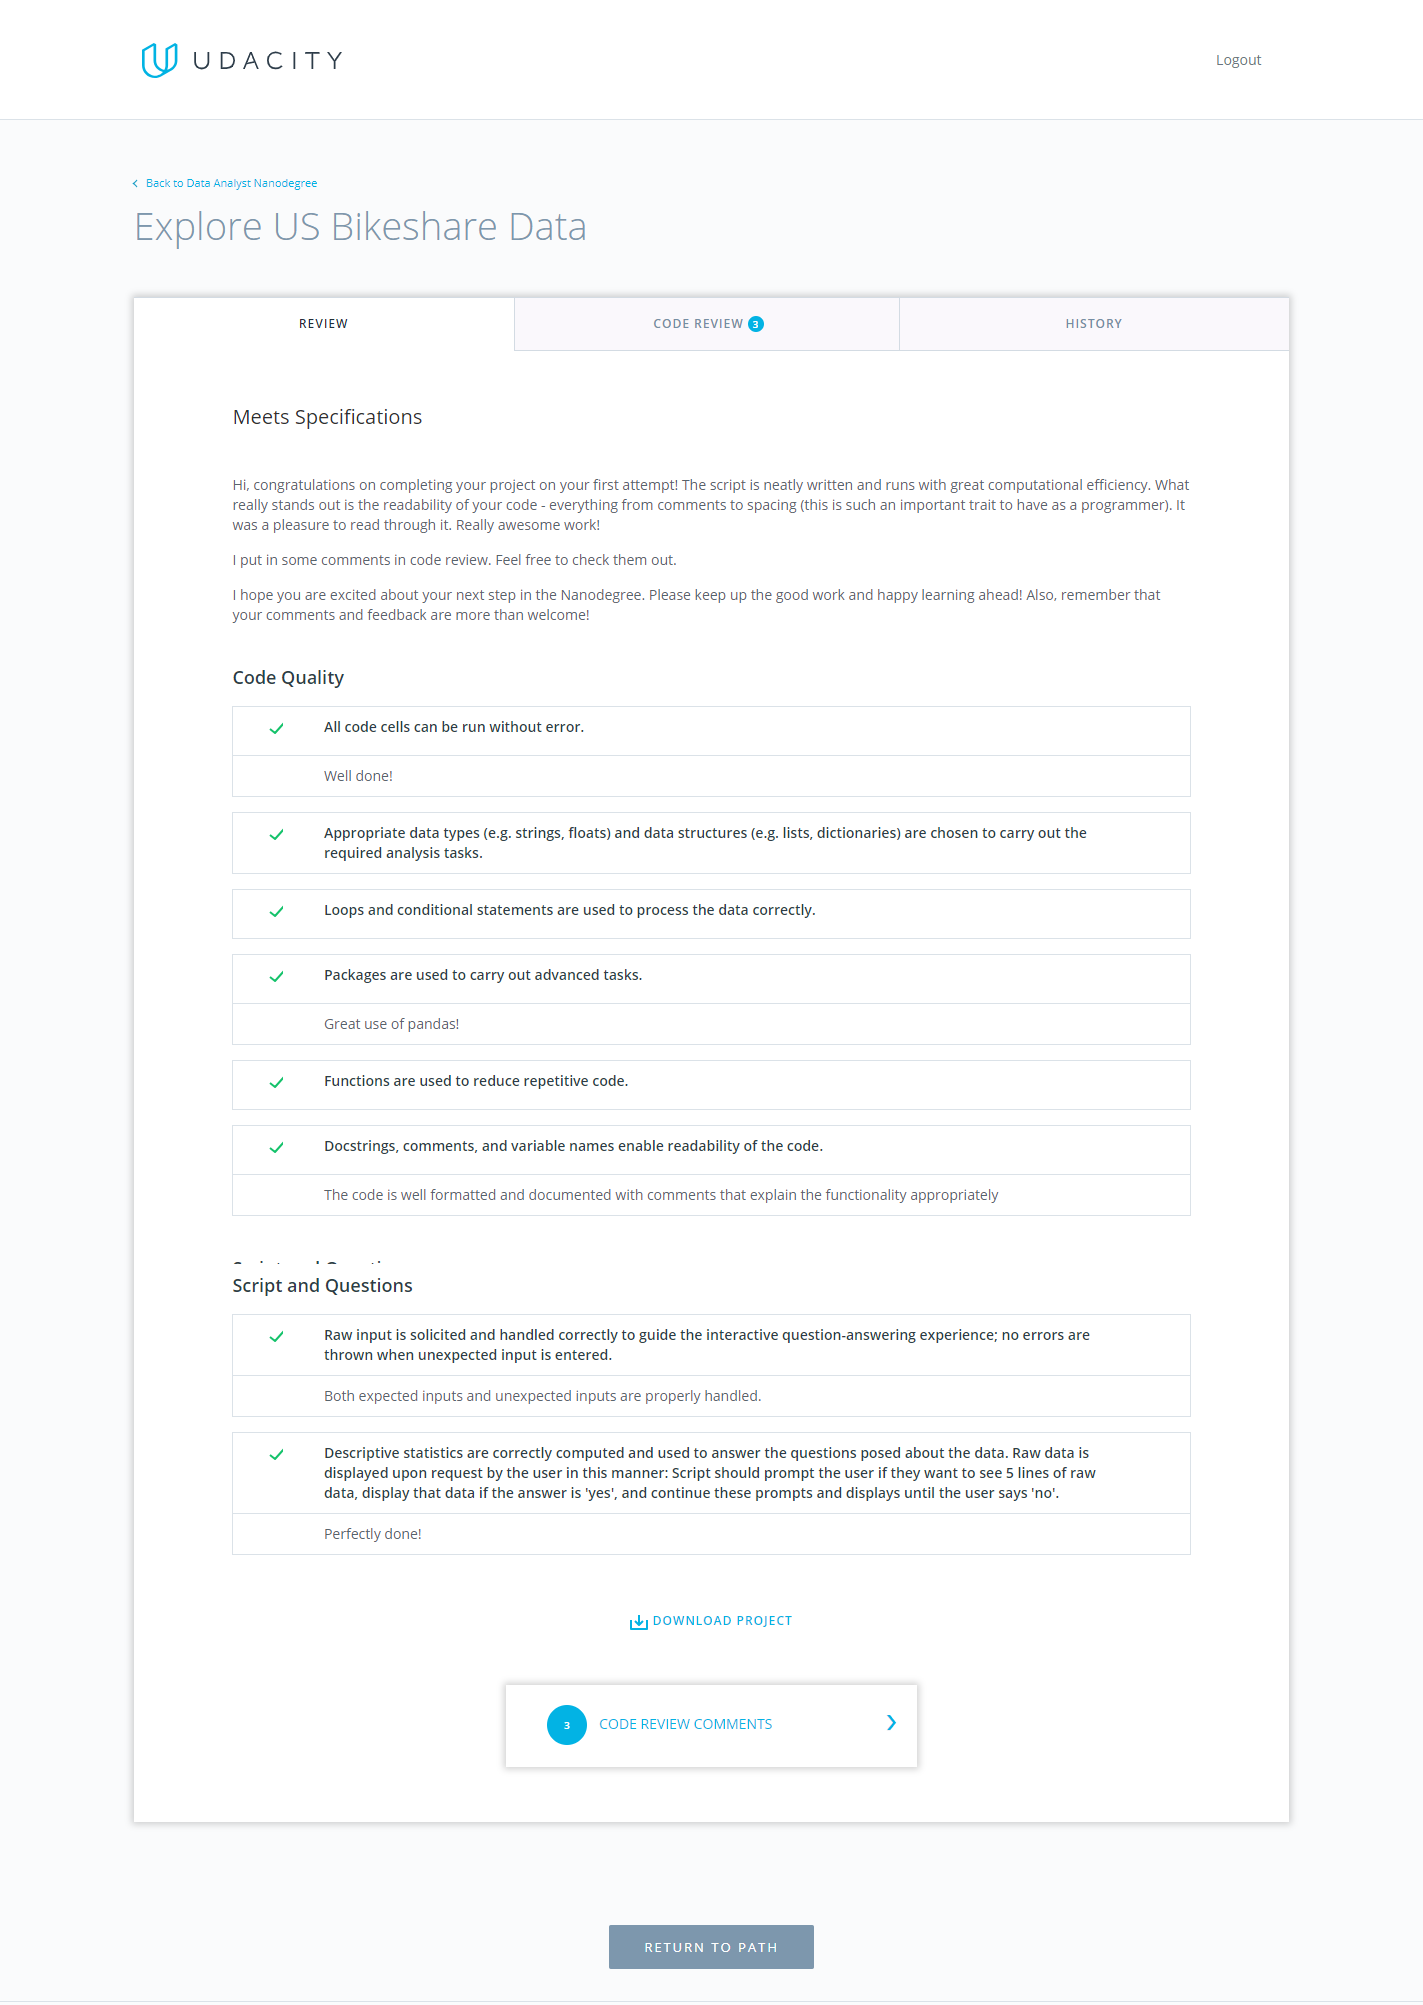 UDACITY
Logout
Back to Data Analyst Nanodegree
Explore US Bikeshare Data
REVIEW
CODE REVIEW 3
HISTORY
Meets Specifications
Hi, congratulations on completing your project on your first attempt! The script is neatly written and runs with great computational efficiency. What
really stands out is the readability of your code - everything from comments to spacing (this is such an important trait to have as a programmer). It
was a pleasure to read through it. Really awesome work!
I put in some comments in code review. Feel free to check them out.
I hope you are excited about your next step in the Nanodegree. Please keep up the good work and happy learning ahead! Also, remember that
your comments and feedback are more than welcome!
Code Quality
All code cells can be run without error.
Well done!
Appropriate data types (e.g. strings, floats) and data structures (e.g. lists, dictionaries) are chosen to carry out the
required analysis tasks.
Loops and conditional statements are used to process the data correctly.
Packages are used to carry out advanced tasks.
Great use of pandas!
Functions are used to reduce repetitive code.
Docstrings, comments, and variable names enable readability of the code.
The code is well formatted and documented with comments that explain the functionality appropriately
Script and Questions
Raw input is solicited and handled correctly to guide the interactive question-answering experience; no errors are
thrown when unexpected input is entered.
Both expected inputs and unexpected inputs are properly handled.
Descriptive statistics are correctly computed and used to answer the questions posed about the data. Raw data is
displayed upon request by the user in this manner: Script should prompt the user if they want to see 5 lines of raw
data, display that data if the answer is 'yes', and continue these prompts and displays until the user says 'no'.
Perfectly done!
DOWNLOAD PROJECT
3 CODE REVIEW COMMENTS
RETURN TO PATH